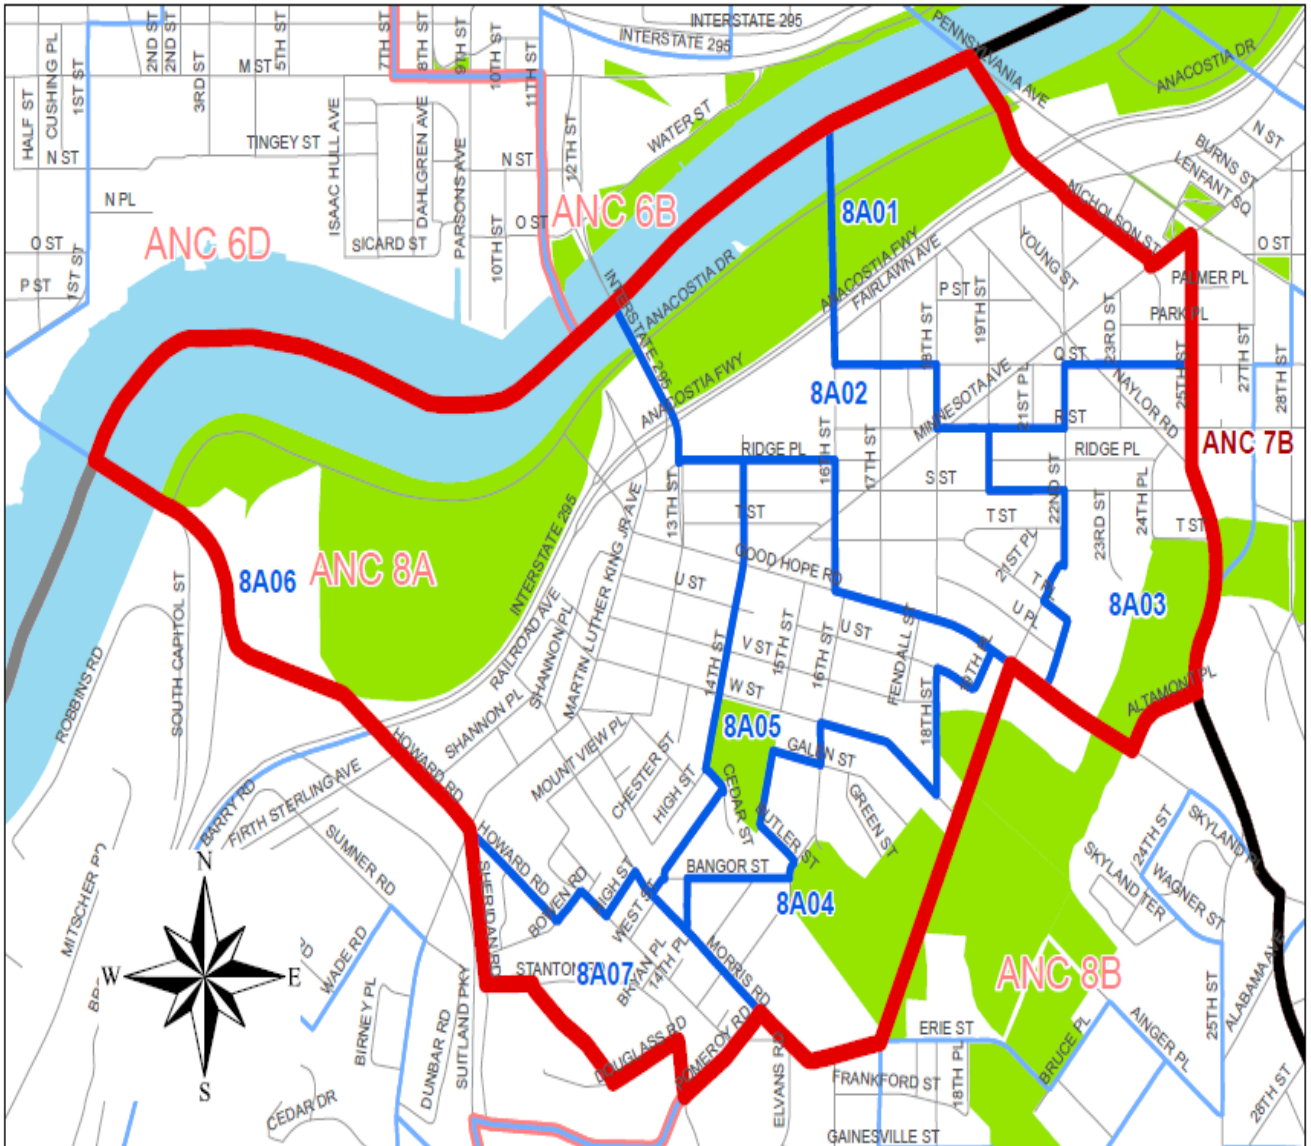 INTERSTATE 295
INTERSTATE 295
PENNSYLVANIA AVE
ANACOSTIA DR
2ND ST
2ND ST
3RD ST
5TH ST
7TH ST
8TH ST
9TH ST
10TH ST
11TH ST
M ST
HALF ST
CUSHING PL
1ST ST
TINGEY ST
ISAAC HULL AVE
DAHLGREN AVE
PARSONS AVE
12TH ST
WATER ST
N ST
N ST
N ST
BURNS ST
LENFANT SQ
N PL
ANC 6D
ANC 6B
8A01
O ST
O ST
O ST
SICARD ST
10TH ST
1ST ST
P ST
INTERSTATE 295
ANACOSTIA DR
ANACOSTIA FWY
FAIRLAWN AVE
NICHOLSON ST
YOUNG ST
PALMER PL
P ST
PARK PL
18TH ST
19TH ST
23RD ST
Q ST
25TH ST
27TH ST
28TH ST
8A02
MINNESOTA AVE
21ST PL
NAYLOR RD
R ST
ANACOSTIA FWY
RIDGE PL
RIDGE PL
16TH ST
17TH ST
ANC 7B
S ST
22ND ST
24TH PL
13TH ST
T ST
T ST
T ST
23RD ST
21ST PL
GOOD HOPE RD
T PL
U PL
ANC 8A
8A06
8A03
INTERSTATE 295
MARTIN LUTHER KING JR AVE
RAILROAD AVE
SHANNON PL
SHANNON PL
U ST
U ST
V ST
W ST
14TH ST
15TH ST
16TH ST
FENDALL ST
18TH ST
19TH PL
ALTAMONT PL
ROBBINS RD
SOUTH CAPITOL ST
8A05
HOWARD RD
MOUNT VIEW PL
CHESTER ST
HIGH ST
GALEN ST
CEDAR ST
BUTLER ST
GREEN ST
BARRY RD
FIRTH STERLING AVE
SUMNER RD
HOWARD RD
SHERIDAN RD
BOWEN RD
HIGH ST
WEST ST
BANGOR ST
8A04
24TH ST
SKYLAND PL
SKYLAND TER
WAGNER ST
MITSCHER RD
N
W
E
S
WADE RD
STANTON
8A07
BRYAN PL
14TH PL
MORRIS RD
ANC 8B
25TH ST
ALABAMA AVE
BIRNEY PL
DUNBAR RD
SUITLAND PKY
DOUGLASS RD
POMEROY RD
ELVANS RD
ERIE ST
BRUCE PL
AINGER PL
FRANKFORD ST
18TH PL
28TH ST
CEDAR DR
GAINESVILLE ST